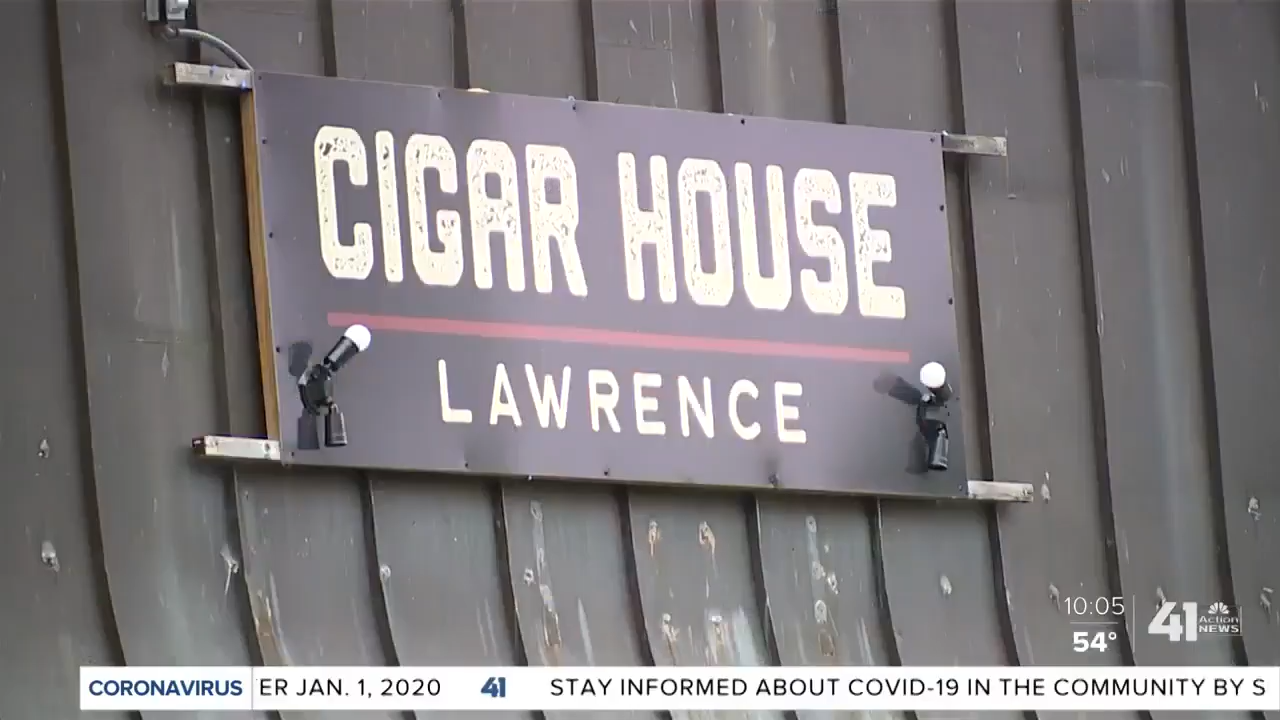 CIGAR HOUSE
LAWRENCE
10:05
54°
41 Action NEWS
CORONAVIRUS ER JAN. 1, 2020 41 STAY INFORMED ABOUT COVID-19 IN THE COMMUNITY BY S